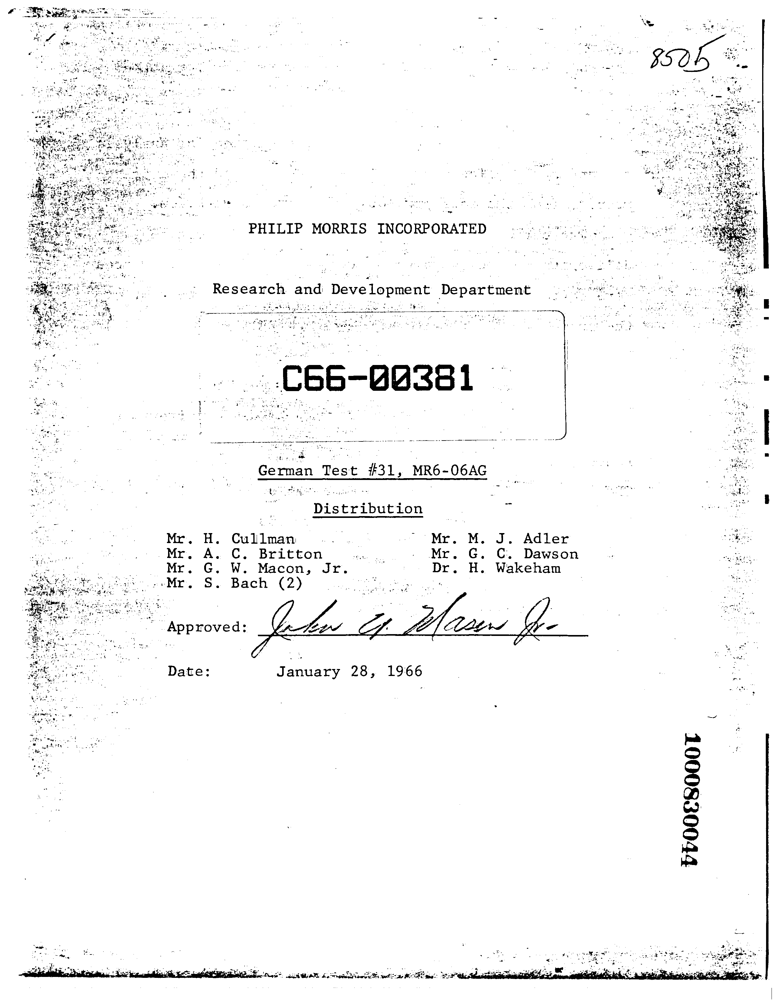 8505
PHILIP MORRIS INCORPORATED
Research and Development Department
C66-00381
German Test #31, MR6-06AG
Distribution
Mr. H. Cullman Mr. M. J. Adler
Mr. A. C. Britton Mr. G. C. Dawson
Mr. G. W. Macon, Jr. Dr. H. Wakeham
Mr. S. Bach (2)
Approved: John Jr.
Date: January 28, 1966
1000830044